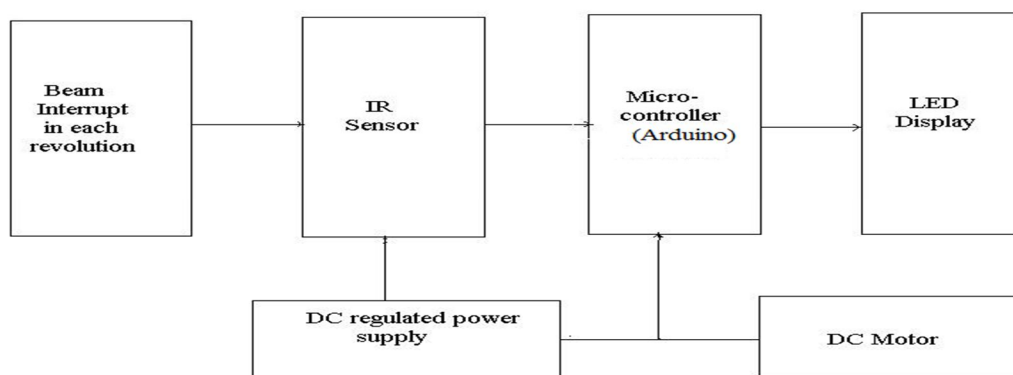 Beam
Interrupt
in each
revolution
IR
Sensor
Micro-
controller
(Arduino)
LED
Display
DC regulated power
supply
DC Motor